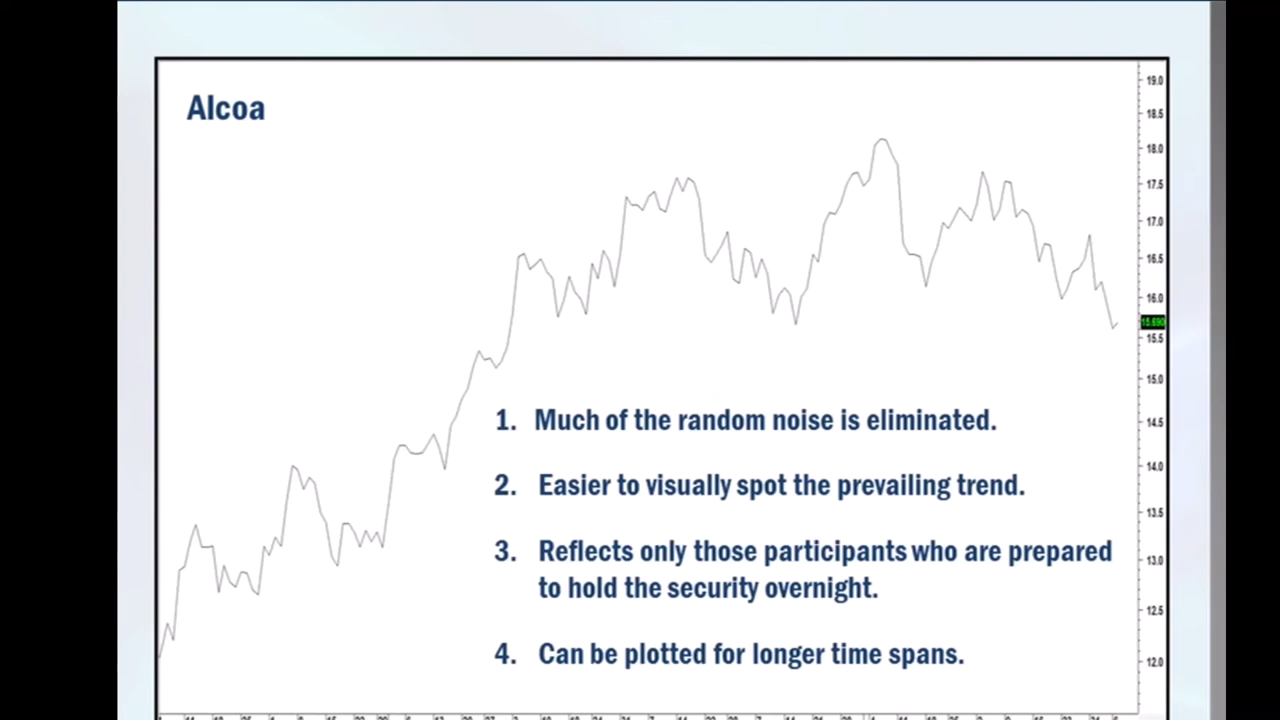 Alcoa
19.0
18.5
18.0
17.5
17.0
16.5
16.0
15.690
15.5
15.0
14.5
14.0
13.5
13.0
12.5
12.0
1. Much of the random noise is eliminated.
2. Easier to visually spot the prevailing trend.
3. Reflects only those participants who are prepared
to hold the security overnight.
4. Can be plotted for longer time spans.